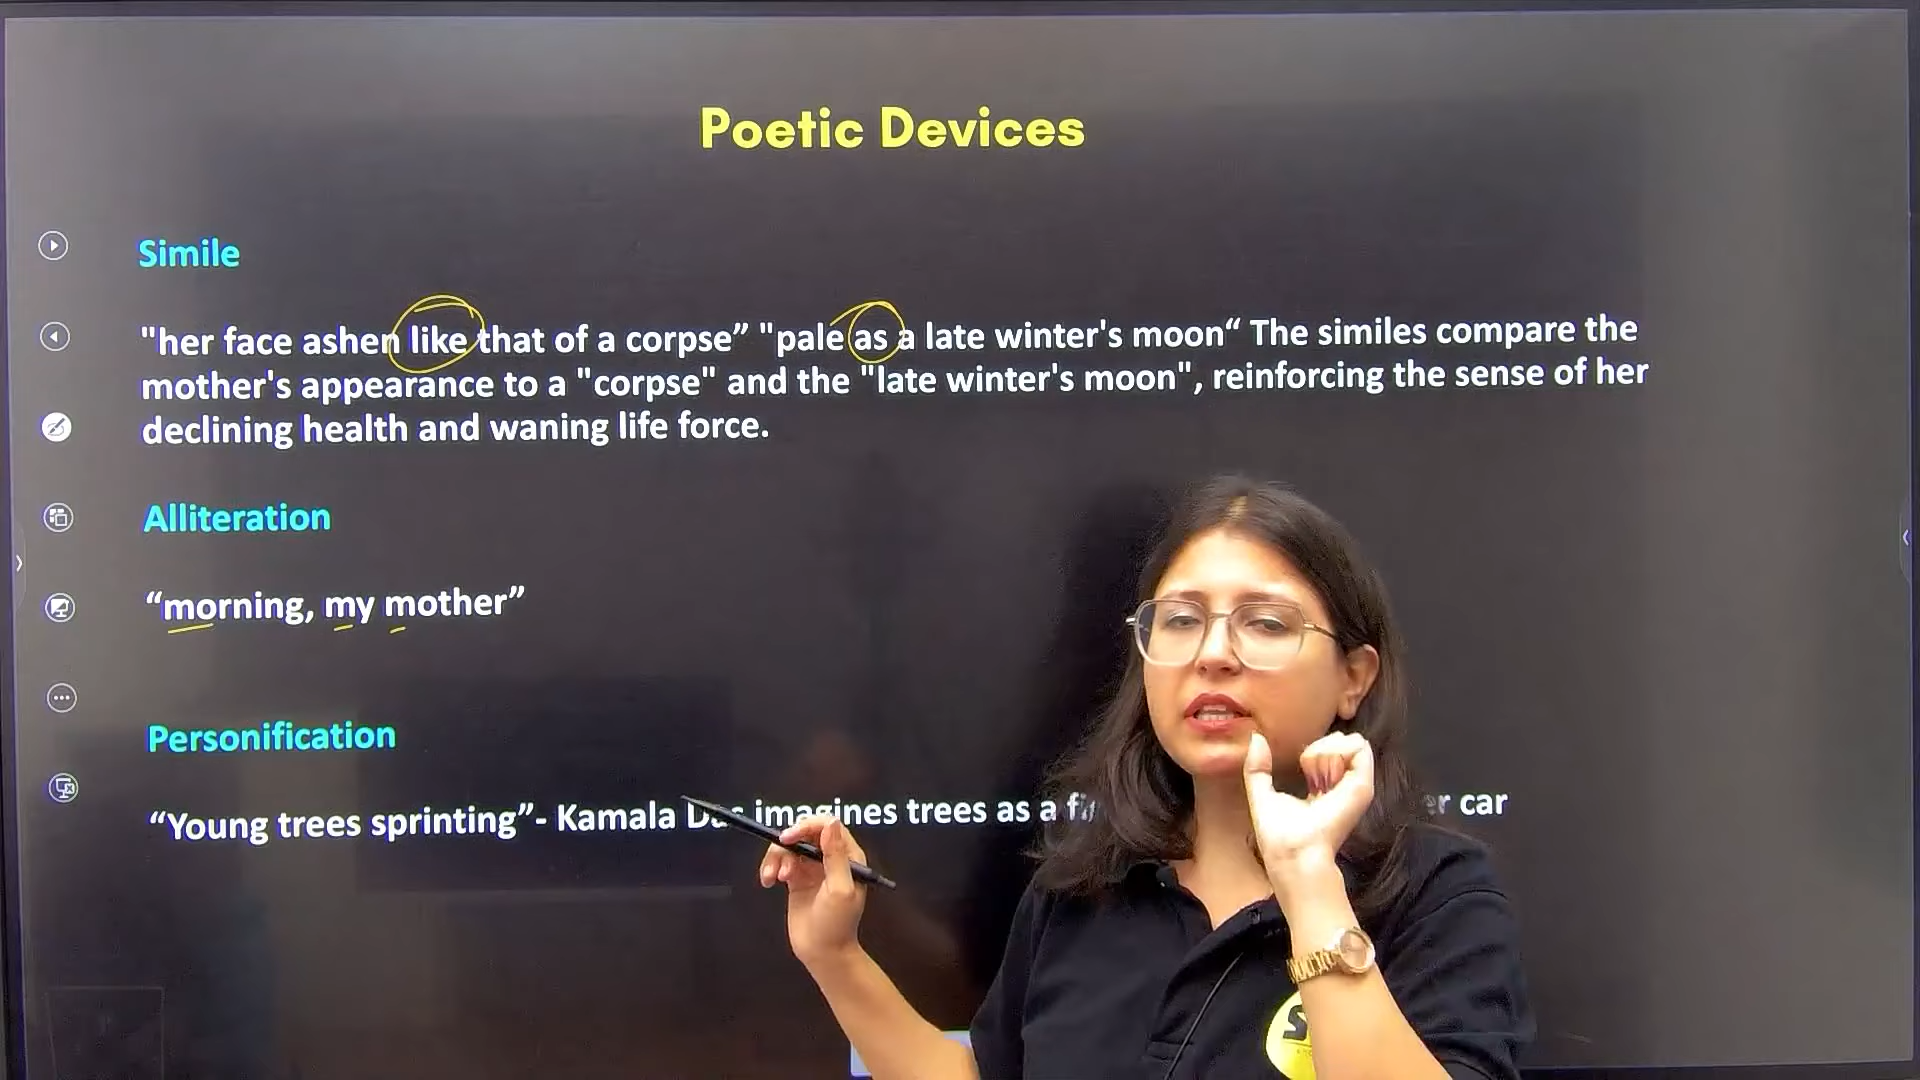 Poetic Devices
Simile
"her face ashen like that of a corpse” "pale as a late winter's moon“ The similes compare the
mother's appearance to a "corpse" and the "late winter's moon", reinforcing the sense of her
declining health and waning life force.
Alliteration
“morning, my mother”
Personification
“Young trees sprinting”- Kamala Das imagines trees as a car